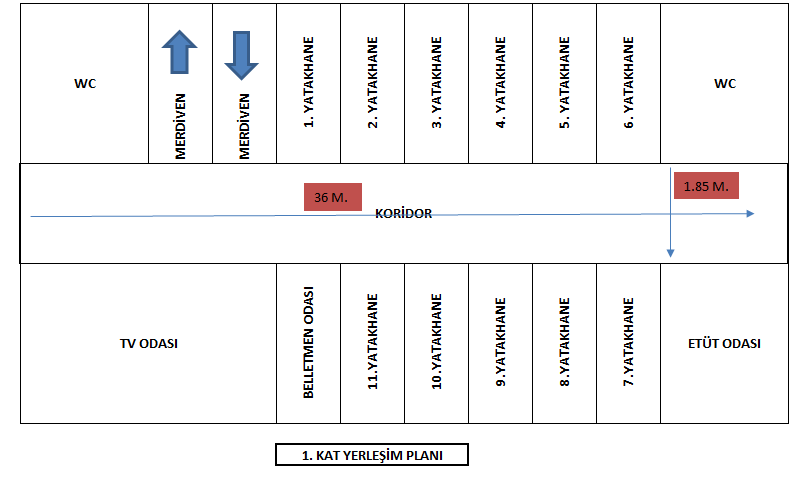 WC
MERDİVEN
MERDİVEN
1. YATAKHANE
2. YATAKHANE
3. YATAKHANE
4. YATAKHANE
5. YATAKHANE
6. YATAKHANE
WC
36 M.
1.85 M.
KORİDOR
TV ODASI
BELLETMEN ODASI
11.YATAKHANE
10.YATAKHANE
9.YATAKHANE
8.YATAKHANE
7.YATAKHANE
ETÜT ODASI
1. KAT YERLEŞİM PLANI